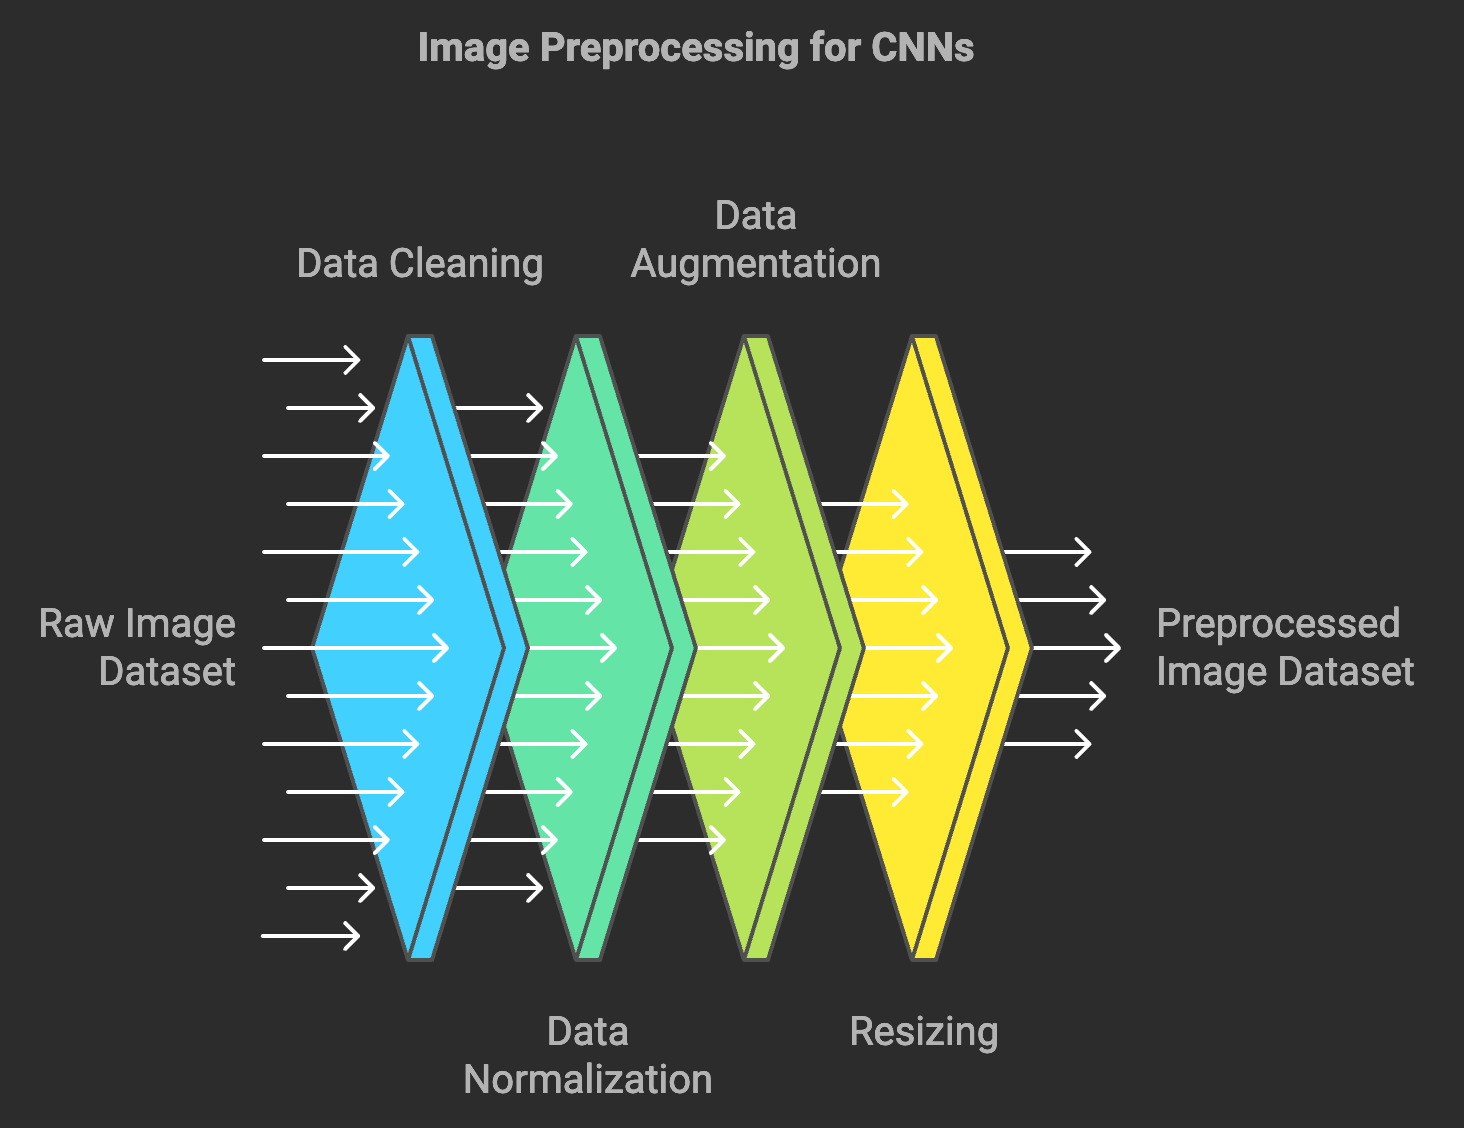 Image Preprocessing for CNNs
Data Cleaning
Data
Augmentation
Raw Image
Dataset
Preprocessed
Image Dataset
Data
Normalization
Resizing